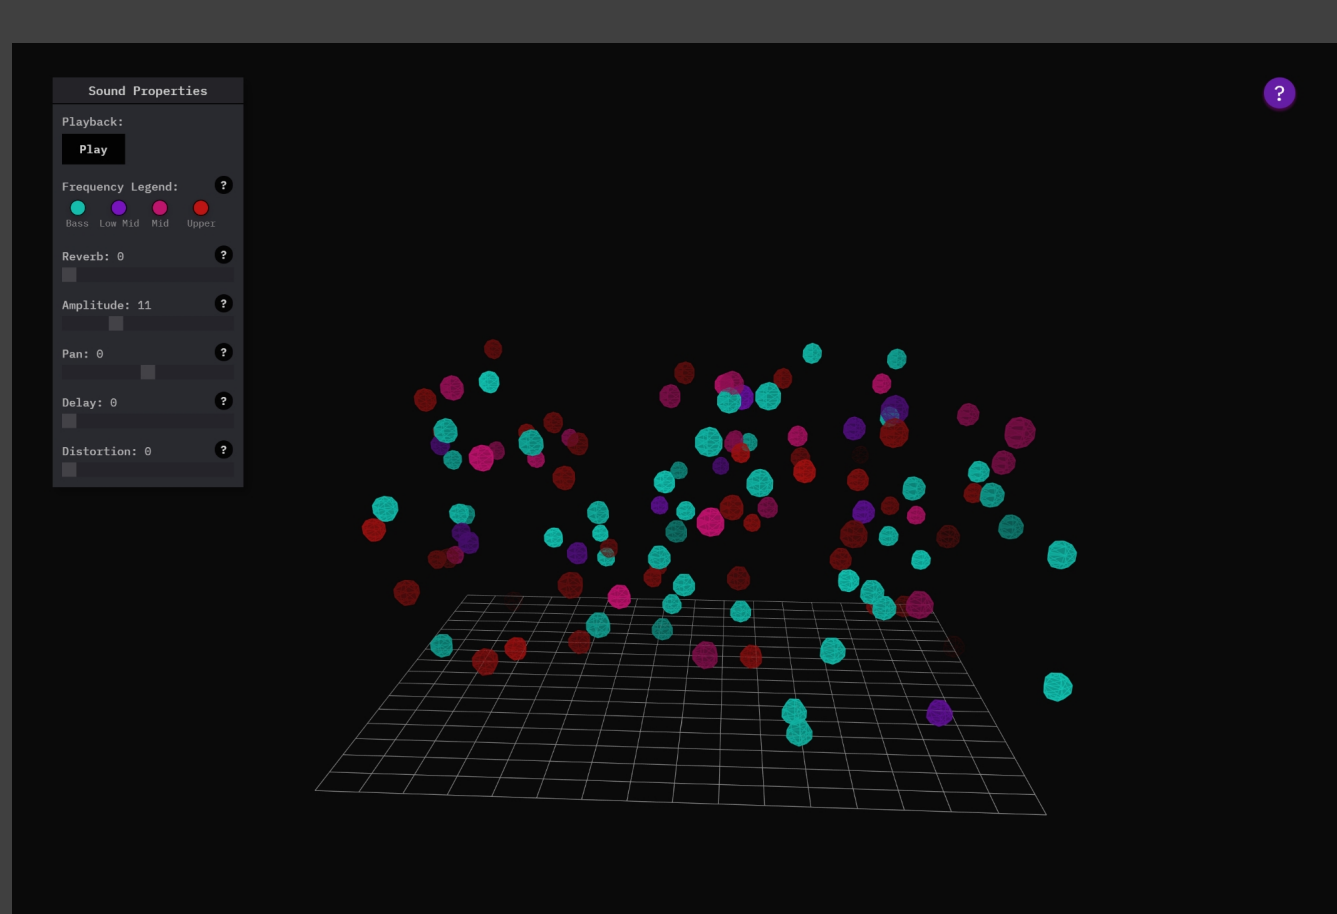 Sound Properties
?
Playback:
Play
Frequency Legend: ?
Bass Low Mid Mid Upper
Reverb: 0 ?
Amplitude: 11 ?
Pan: 0 ?
Delay: 0 ?
Distortion: 0 ?